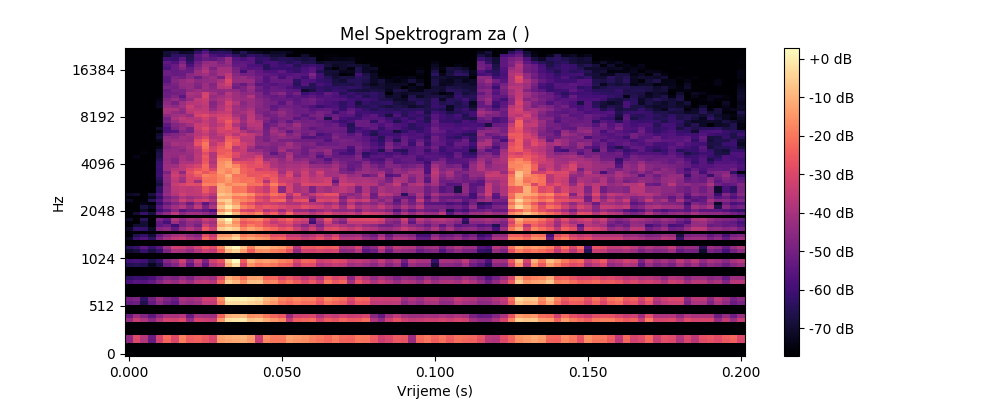 Mel Spektrogram za ( )
Hz
16384
8192
4096
2048
1024
512
0
0.000
0.050
0.100
0.150
0.200
Vrijeme (s)
+0 dB
-10 dB
-20 dB
-30 dB
-40 dB
-50 dB
-60 dB
-70 dB